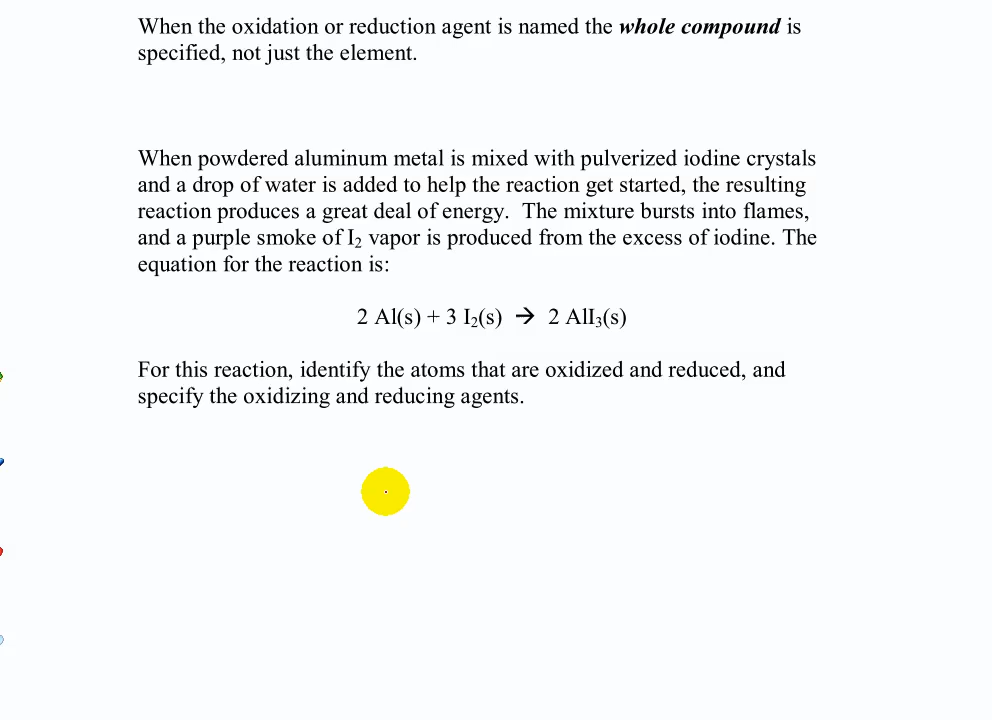 When the oxidation or reduction agent is named the whole compound is
specified, not just the element.
When powdered aluminum metal is mixed with pulverized iodine crystals
and a drop of water is added to help the reaction get started, the resulting
reaction produces a great deal of energy.  The mixture bursts into flames,
and a purple smoke of I₂ vapor is produced from the excess of iodine. The
equation for the reaction is:
2 Al(s) + 3 I₂(s) → 2 AlI₃(s)
For this reaction, identify the atoms that are oxidized and reduced, and
specify the oxidizing and reducing agents.